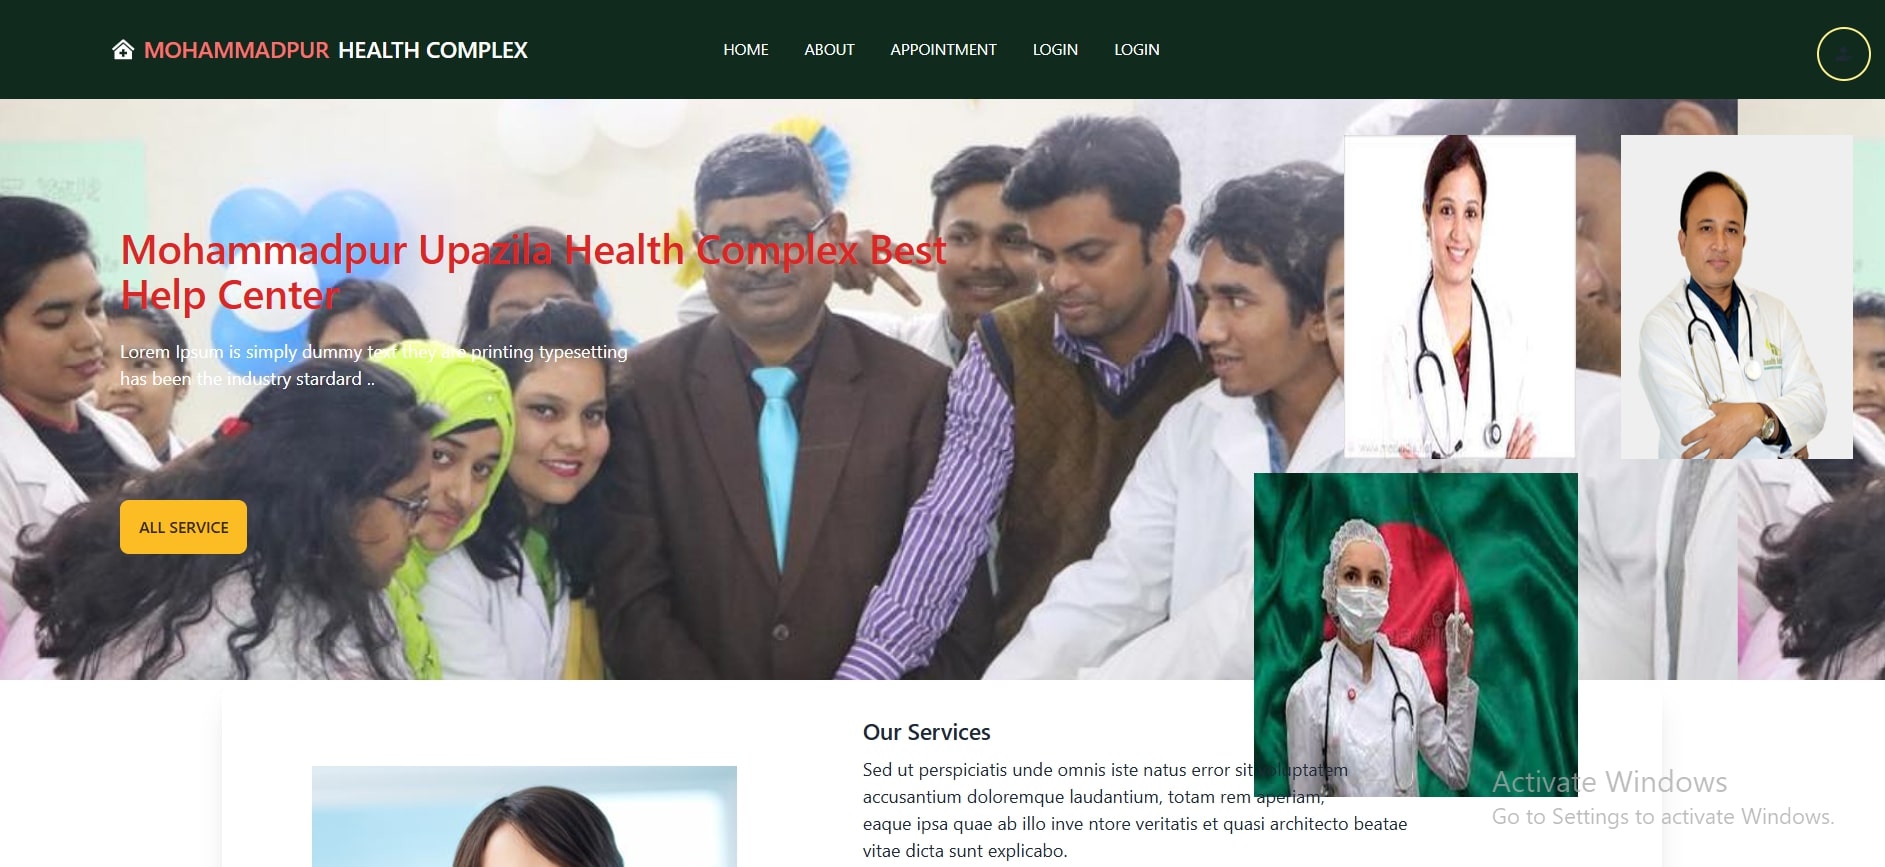 MOHAMMADPUR HEALTH COMPLEX
HOME ABOUT APPOINTMENT LOGIN LOGIN
Mohammadpur Upazila Health Complex Best
Help Center
Lorem Ipsum is simply dummy text they are printing typesetting
has been the industry stardard ..
ALL SERVICE
Our Services
Sed ut perspiciatis unde omnis iste natus error sit voluptatem
accusantium doloremque laudantium, totam rem aperiam,
eaque ipsa quae ab illo inve ntore veritatis et quasi architecto beatae
vitae dicta sunt explicabo.
Activate Windows
Go to Settings to activate Windows.